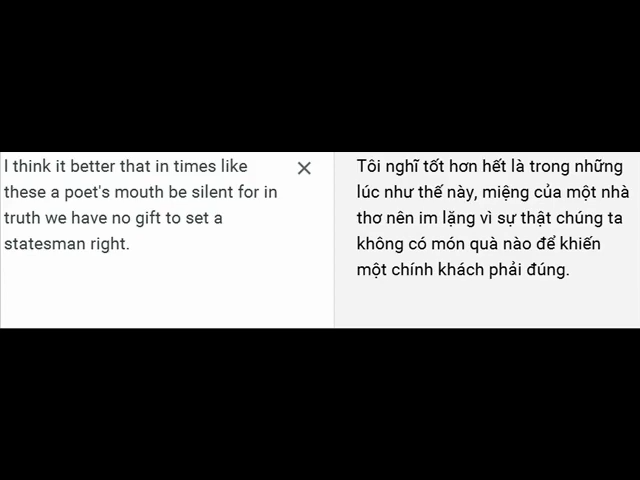 I think it better that in times like
these a poet's mouth be silent for in
truth we have no gift to set a
statesman right.
Tôi nghĩ tốt hơn hết là trong những
lúc như thế này, miệng của một nhà
thơ nên im lặng vì sự thật chúng ta
không có món quà nào để khiến
một chính khách phải đúng.